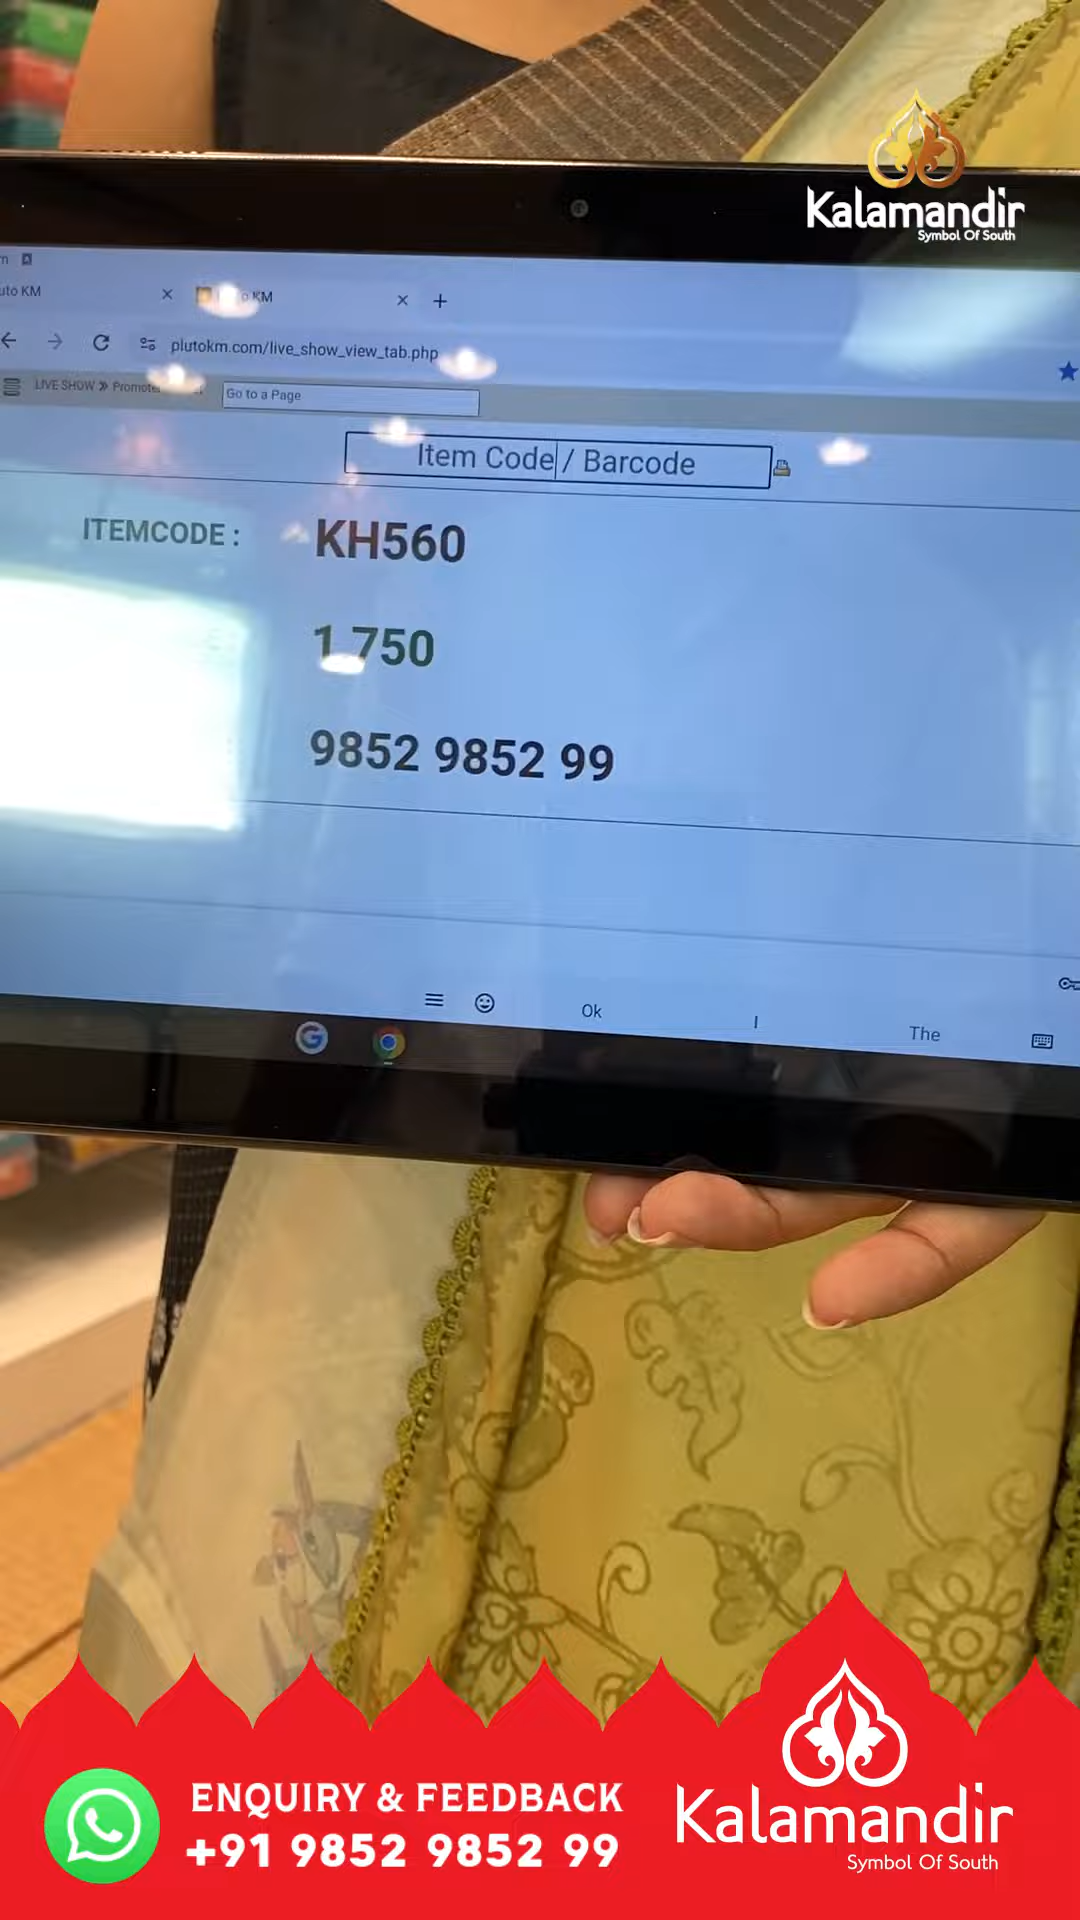 Kalamandir
Symbol Of South
uto KM
KM
plutokm.com/live_show_view_tab.php
LIVE SHOW » Promote
Go to a Page
Item Code / Barcode
ITEMCODE :
KH560
1,750
9852 9852 99
Ok
I
The
ENQUIRY & FEEDBACK
+91 9852 9852 99
Kalamandir
Symbol Of South